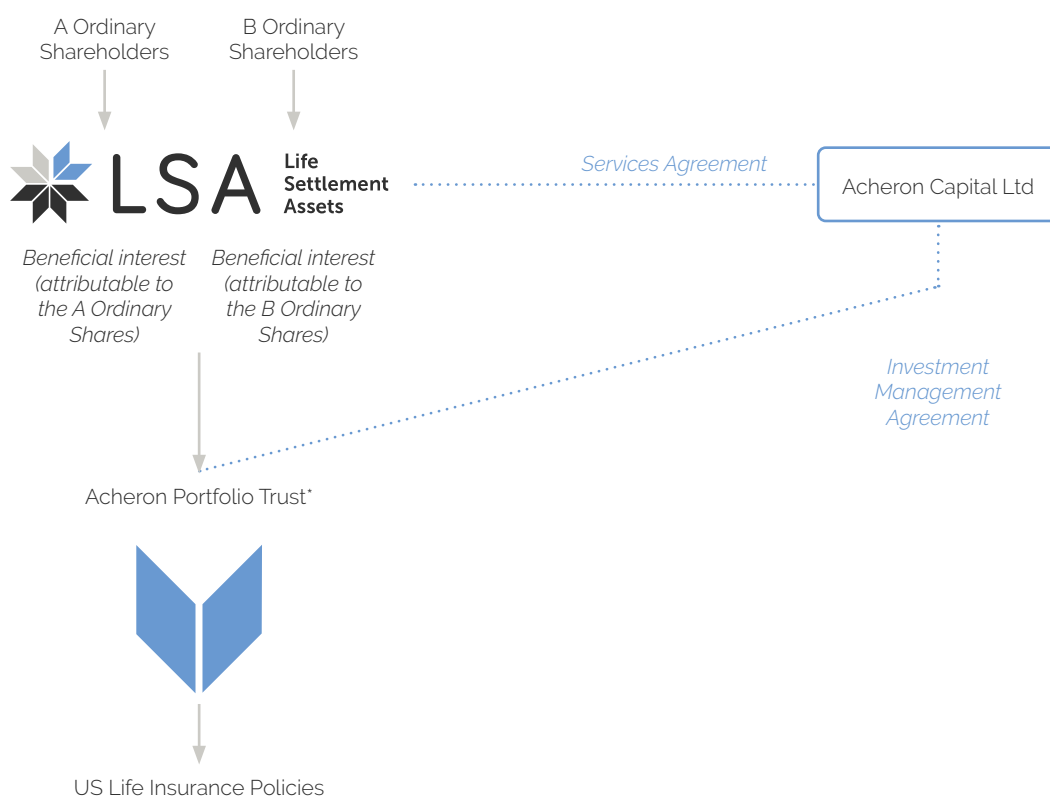 A Ordinary
Shareholders
B Ordinary
Shareholders
LSA
Life
Settlement
Assets
Services Agreement
Acheron Capital Ltd
Beneficial interest
(attributable to
the A Ordinary
Shares)
Beneficial interest
(attributable to
the B Ordinary
Shares)
Investment
Management
Agreement
Acheron Portfolio Trust*
US Life Insurance Policies